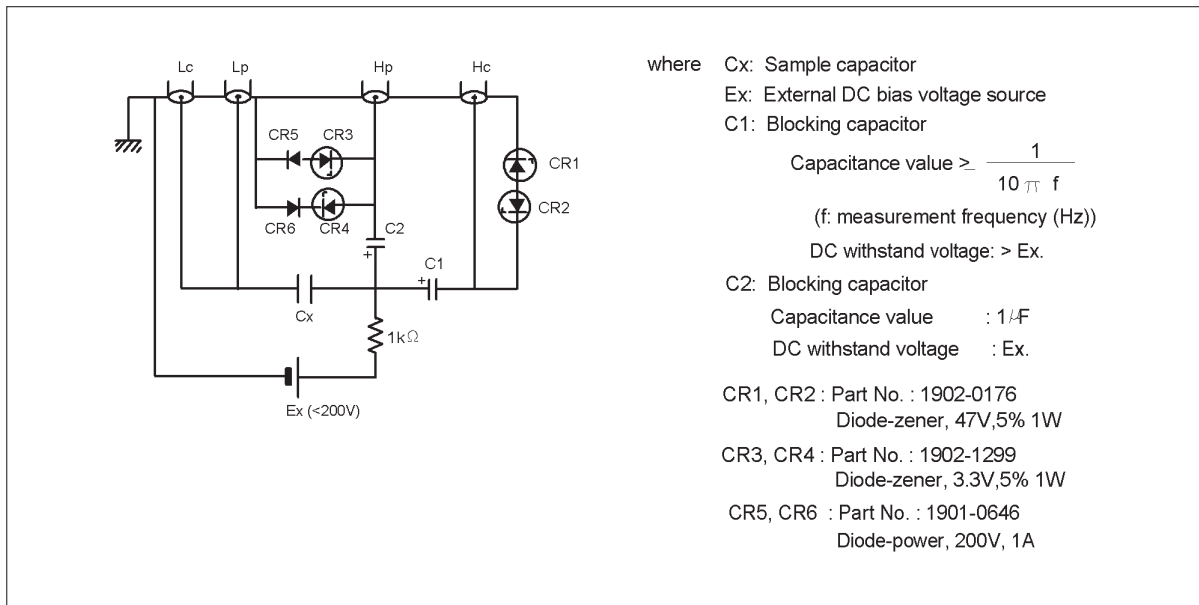 Lc Lp Hp Hc
CR5 CR3
CR1
CR6 CR4
CR2
C2
+
C1
+
Cx
1kΩ
Ex (<200V)
where Cx: Sample capacitor
Ex: External DC bias voltage source
C1: Blocking capacitor
Capacitance value ≥ 1
10 π f
(f: measurement frequency (Hz))
DC withstand voltage: > Ex.
C2: Blocking capacitor
Capacitance value : 1μF
DC withstand voltage : Ex.
CR1, CR2 : Part No. : 1902-0176
Diode-zener, 47V,5% 1W
CR3, CR4 : Part No. : 1902-1299
Diode-zener, 3.3V,5% 1W
CR5, CR6 : Part No. : 1901-0646
Diode-power, 200V, 1A